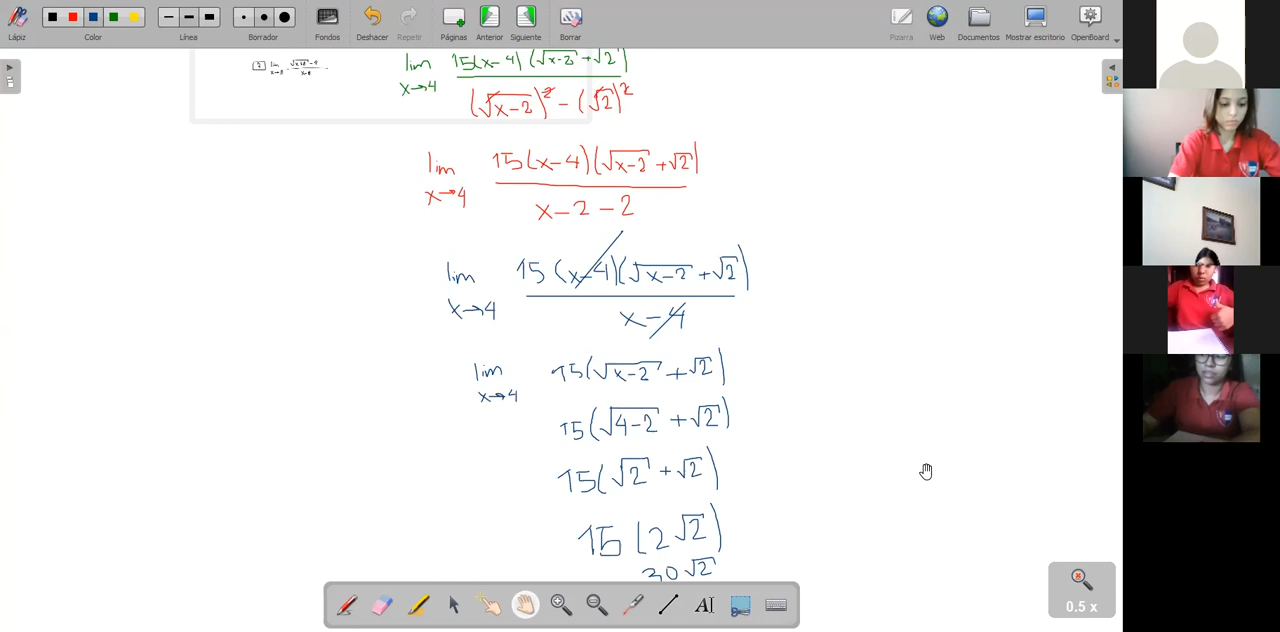 Lápiz Color Línea Borrador Fondos Deshacer Repetir Páginas Anterior Siguiente Borrar Pizarra Web Documentos Mostrar escritorio OpenBoard
lim x→4 15(x-4)(√x-2 + √2) / (√x-2)² - (√2)²
lim x→4 15(x-4)(√x-2 + √2) / x-2-2
lim x→4 15(x-4)(√x-2 + √2) / x-4
lim x→4 15(√x-2 + √2)
15(√4-2 + √2)
15(√2 + √2)
15(2√2)
30√2
0.5 x